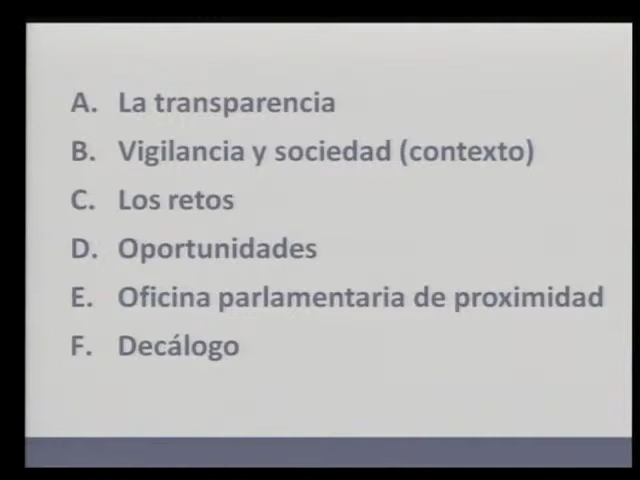 A. La transparencia
B. Vigilancia y sociedad (contexto)
C. Los retos
D. Oportunidades
E. Oficina parlamentaria de proximidad
F. Decálogo